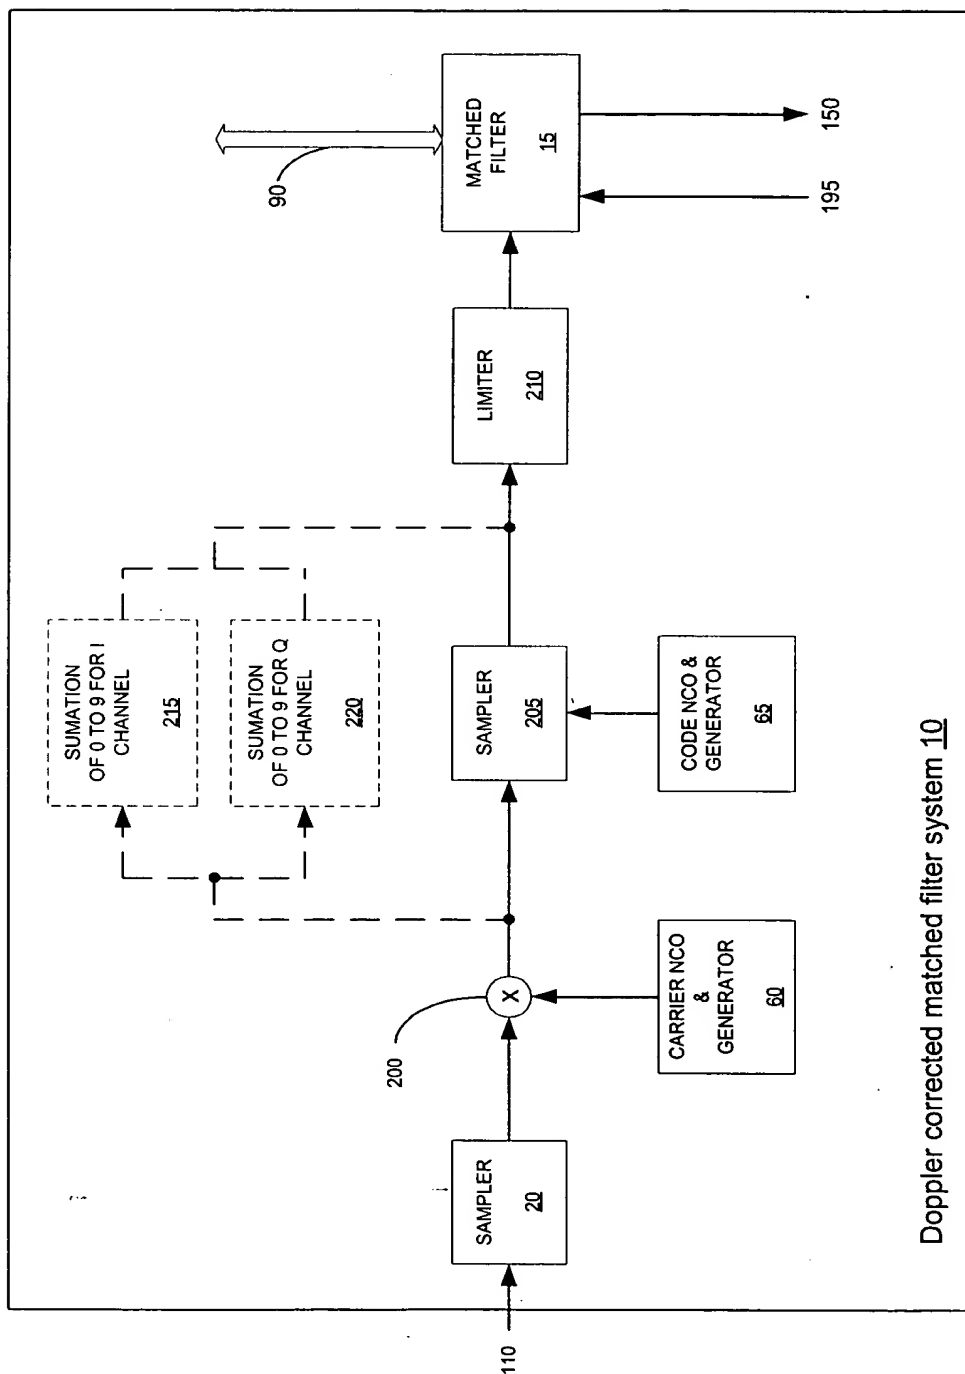 110
SAMPLER
20
200
X
CARRIER NCO
&
GENERATOR
60
SUMATION
OF 0 TO 9 FOR I
CHANNEL
215
SUMATION
OF 0 TO 9 FOR Q
CHANNEL
220
SAMPLER
205
CODE NCO &
GENERATOR
65
LIMITER
210
90
MATCHED
FILTER
15
195
150
Doppler corrected matched filter system 10